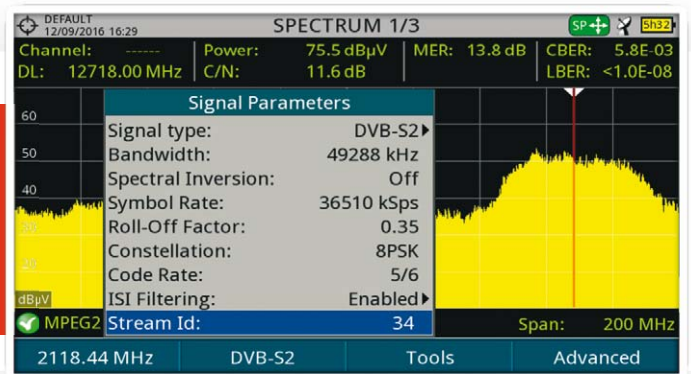 DEFAULT
12/09/2016 16:29
SPECTRUM 1/3
SP
5h32
Channel: ------
Power: 75.5 dBµV
MER: 13.8 dB
CBER: 5.8E-03
DL: 12718.00 MHz
C/N: 11.6 dB
LBER: <1.0E-08
60
50
40
dBµV
Signal Parameters
Signal type: DVB-S2
Bandwidth: 49288 kHz
Spectral Inversion: Off
Symbol Rate: 36510 kSps
Roll-Off Factor: 0.35
Constellation: 8PSK
Code Rate: 5/6
ISI Filtering: Enabled
Stream Id: 34
MPEG2
Span: 200 MHz
2118.44 MHz
DVB-S2
Tools
Advanced